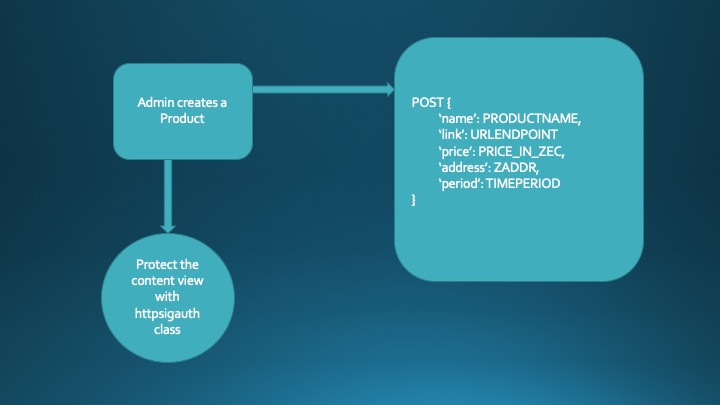 Admin creates a
Product
POST {
‘name’: PRODUCTNAME,
‘link’: URLENDPOINT
‘price’: PRICE_IN_ZEC,
‘address’: ZADDR,
‘period’: TIMEPERIOD
}
Protect the
content view
with
httpsigauth
class